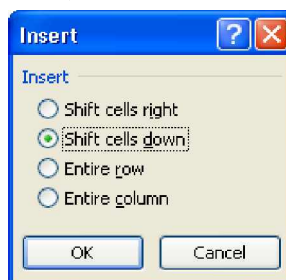 Insert
Insert
Shift cells right
Shift cells down
Entire row
Entire column
OK Cancel